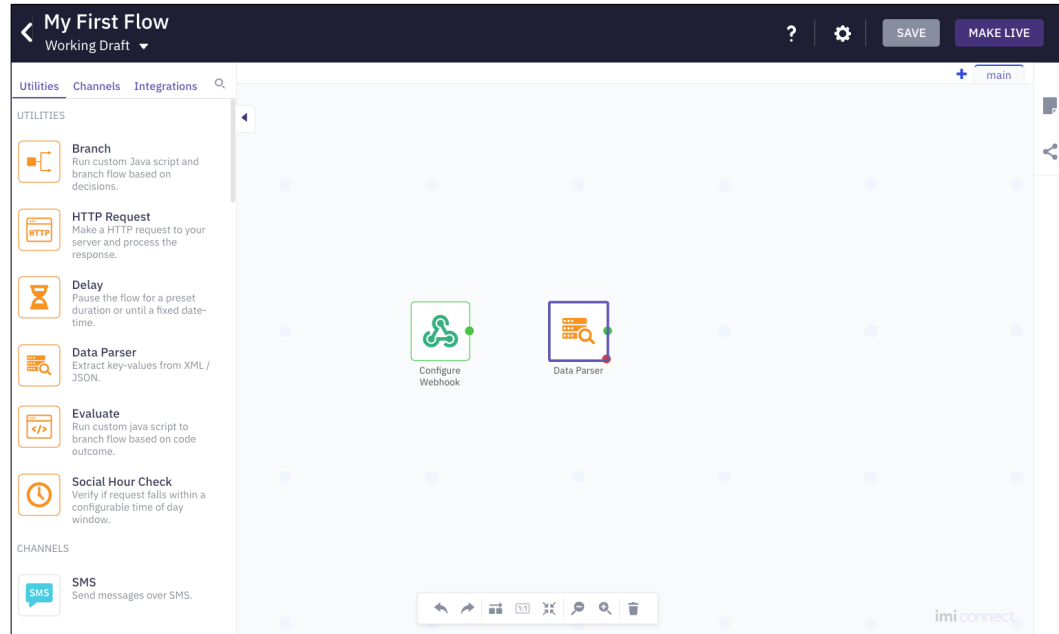 My First Flow
Working Draft
?
SAVE
MAKE LIVE
Utilities
Channels
Integrations
+
main
UTILITIES
Branch
Run custom Java script and
branch flow based on
decisions.
HTTP
HTTP Request
Make a HTTP request to your
server and process the
response.
Delay
Pause the flow for a preset
duration or until a fixed date-
time.
Data Parser
Extract key-values from XML /
JSON.
</>
Evaluate
Run custom java script to
branch flow based on code
outcome.
Social Hour Check
Verify if request falls within a
configurable time of day
window.
CHANNELS
SMS
SMS
Send messages over SMS.
Configure
Webhook
Data Parser
1:1
imiconnect